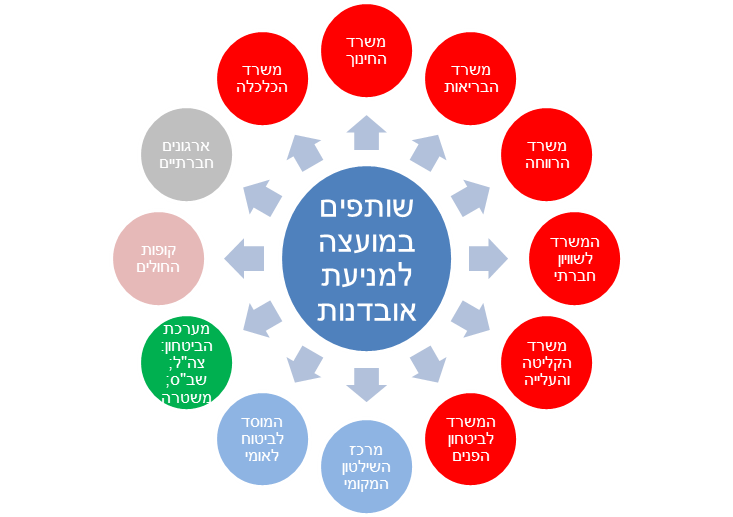 שותפים
במועצה
למניעת
אובדנות
משרד
החינוך
משרד
הבריאות
משרד
הרווחה
המשרד
לשוויון
חברתי
משרד
הקליטה
והעלייה
המשרד
לביטחון
הפנים
מרכז
השילטון
המקומי
המוסד
לביטוח
לאומי
מערכת
הביטחון:
צה"ל;
שב"ס;
משטרה
קופות
החולים
ארגונים
חברתיים
משרד
הכלכלה